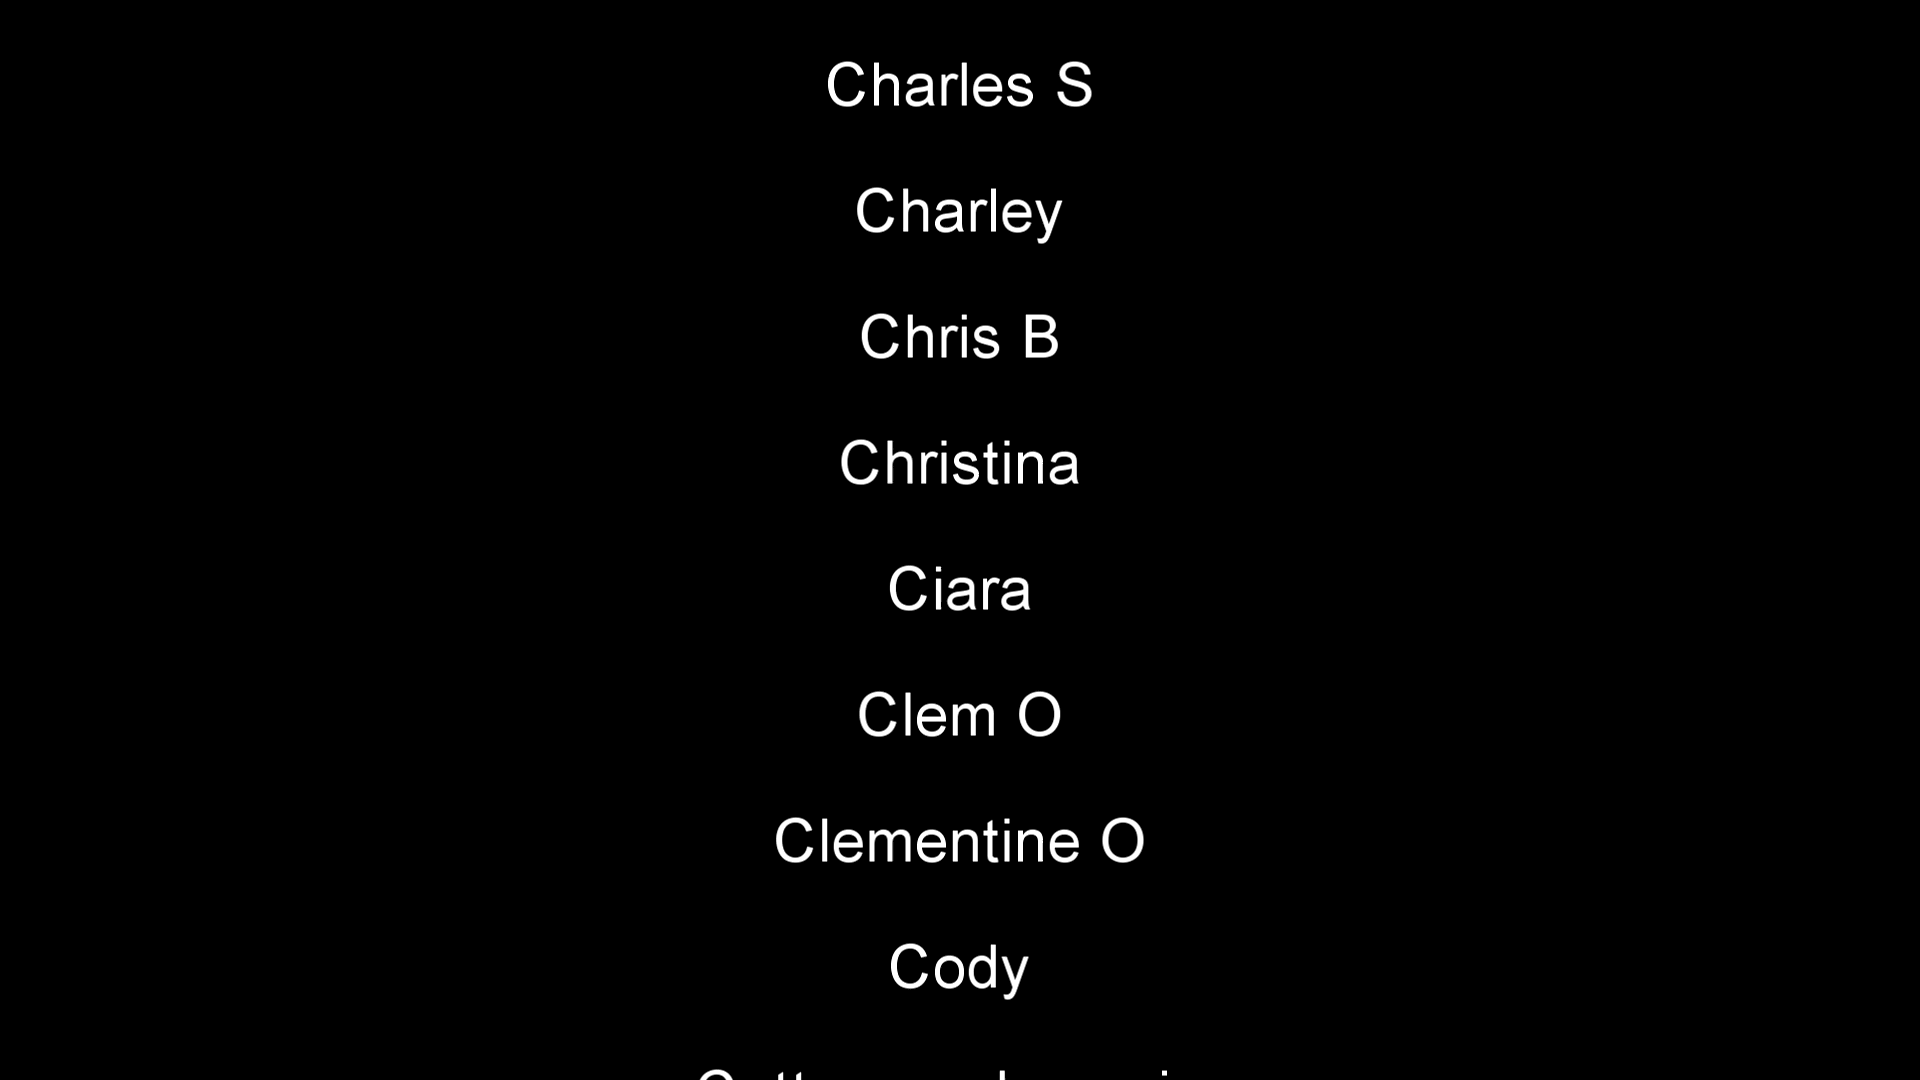 Charles S
Charley
Chris B
Christina
Ciara
Clem O
Clementine O
Cody